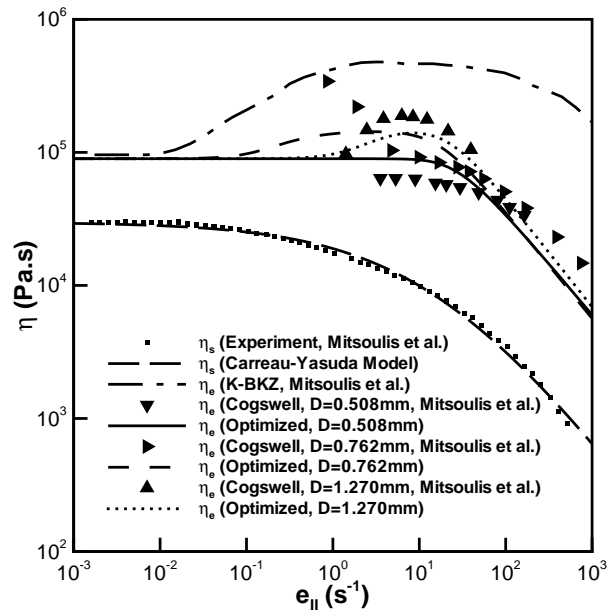 10^6
10^5
10^4
10^3
10^2
η (Pa.s)
η_s (Experiment, Mitsoulis et al.)
η_s (Carreau-Yasuda Model)
η_e (K-BKZ, Mitsoulis et al.)
η_e (Cogswell, D=0.508mm, Mitsoulis et al.)
η_e (Optimized, D=0.508mm)
η_e (Cogswell, D=0.762mm, Mitsoulis et al.)
η_e (Optimized, D=0.762mm)
η_e (Cogswell, D=1.270mm, Mitsoulis et al.)
η_e (Optimized, D=1.270mm)
10^-3 10^-2 10^-1 10^0 10^1 10^2 10^3
e_II (s^-1)